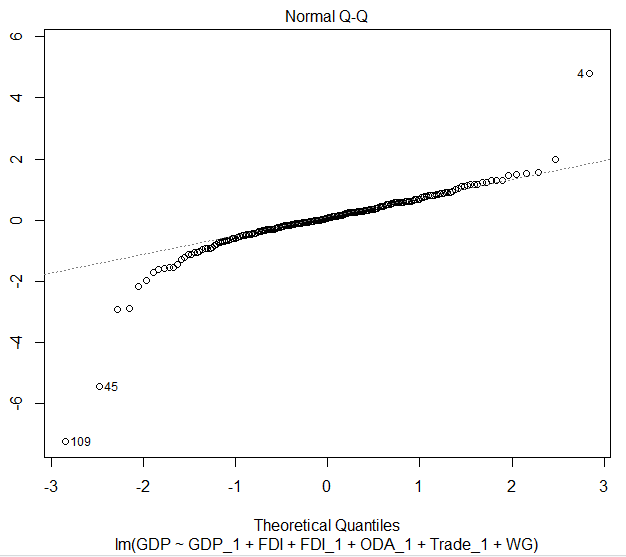 Normal Q-Q
6
4
2
0
-2
-4
-6
4
45
109
-3 -2 -1 0 1 2 3
Theoretical Quantiles
lm(GDP ~ GDP_1 + FDI + FDI_1 + ODA_1 + Trade_1 + WG)